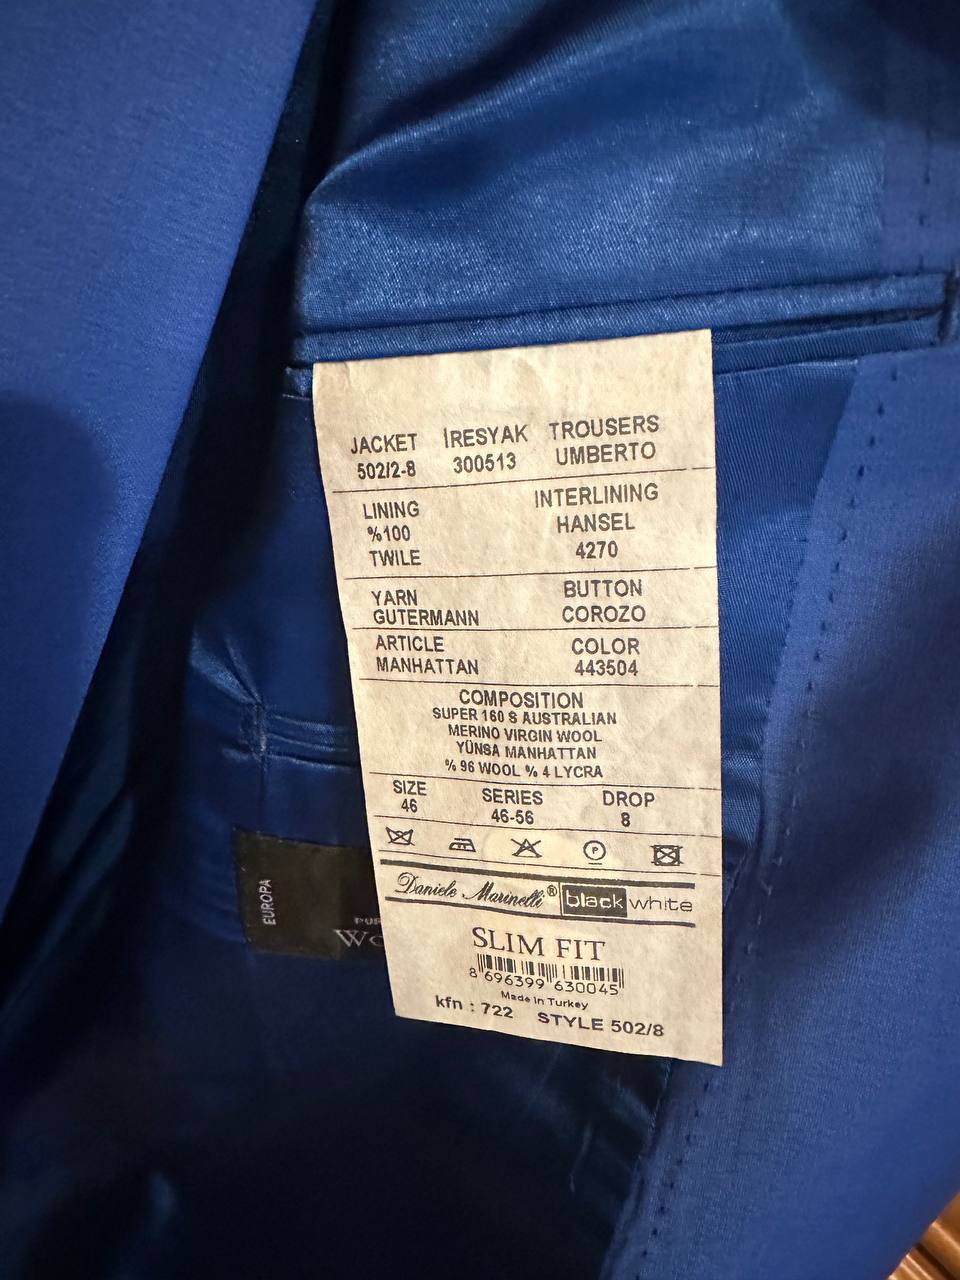 JACKET İRESYAK TROUSERS
502/2-8 300513 UMBERTO
LINING INTERLINING
%100 HANSEL
TWILE 4270
YARN BUTTON
GUTERMANN COROZO
ARTICLE COLOR
MANHATTAN 443504
COMPOSITION
SUPER 160 S AUSTRALIAN
MERINO VIRGIN WOOL
YÜNSA MANHATTAN
% 96 WOOL % 4 LYCRA
SIZE SERIES DROP
46 46-56 8
P
Daniele Marinelli® black white
SLIM FIT
8 696399 630045
Made in Turkey
kfn : 722 STYLE 502/8
EUROPA